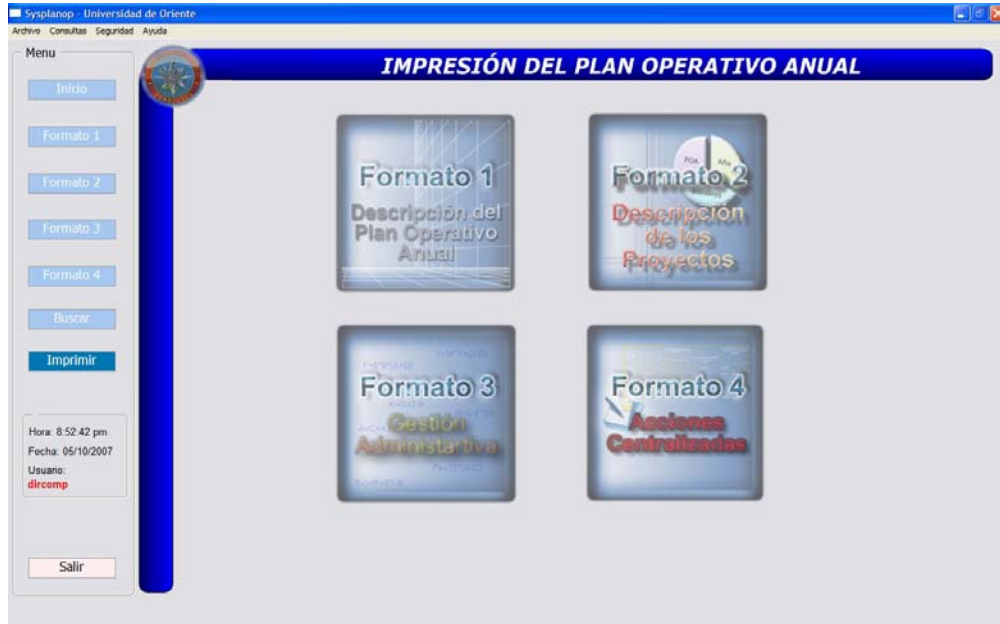 Sysplanop - Universidad de Oriente
Archivo Consultas Seguridad Ayuda
Menu
Inicio
Formato 1
Formato 2
Formato 3
Formato 4
Buscar
Imprimir
Hora: 8:52:42 pm
Fecha: 05/10/2007
Usuario:
dircomp
Salir
IMPRESIÓN DEL PLAN OPERATIVO ANUAL
Formato 1
Descripción del
Plan Operativo
Anual
POA
Año
Formato 2
Descripción
de los
Proyectos
Formato 3
Gestión
Administartiva
Formato 4
Acciones
Centralizadas